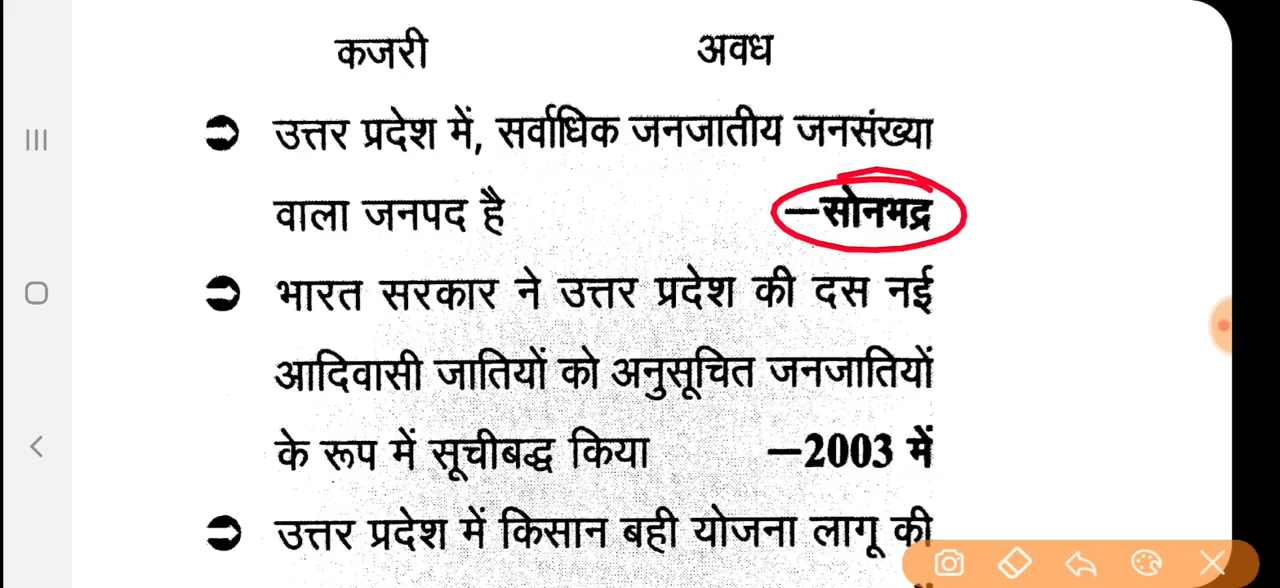 कजरी अवध
➲ उत्तर प्रदेश में, सर्वाधिक जनजातीय जनसंख्या
वाला जनपद है —सोनभद्र
➲ भारत सरकार ने उत्तर प्रदेश की दस नई
आदिवासी जातियों को अनुसूचित जनजातियों
के रूप में सूचीबद्ध किया —2003 में
➲ उत्तर प्रदेश में किसान बही योजना लागू की